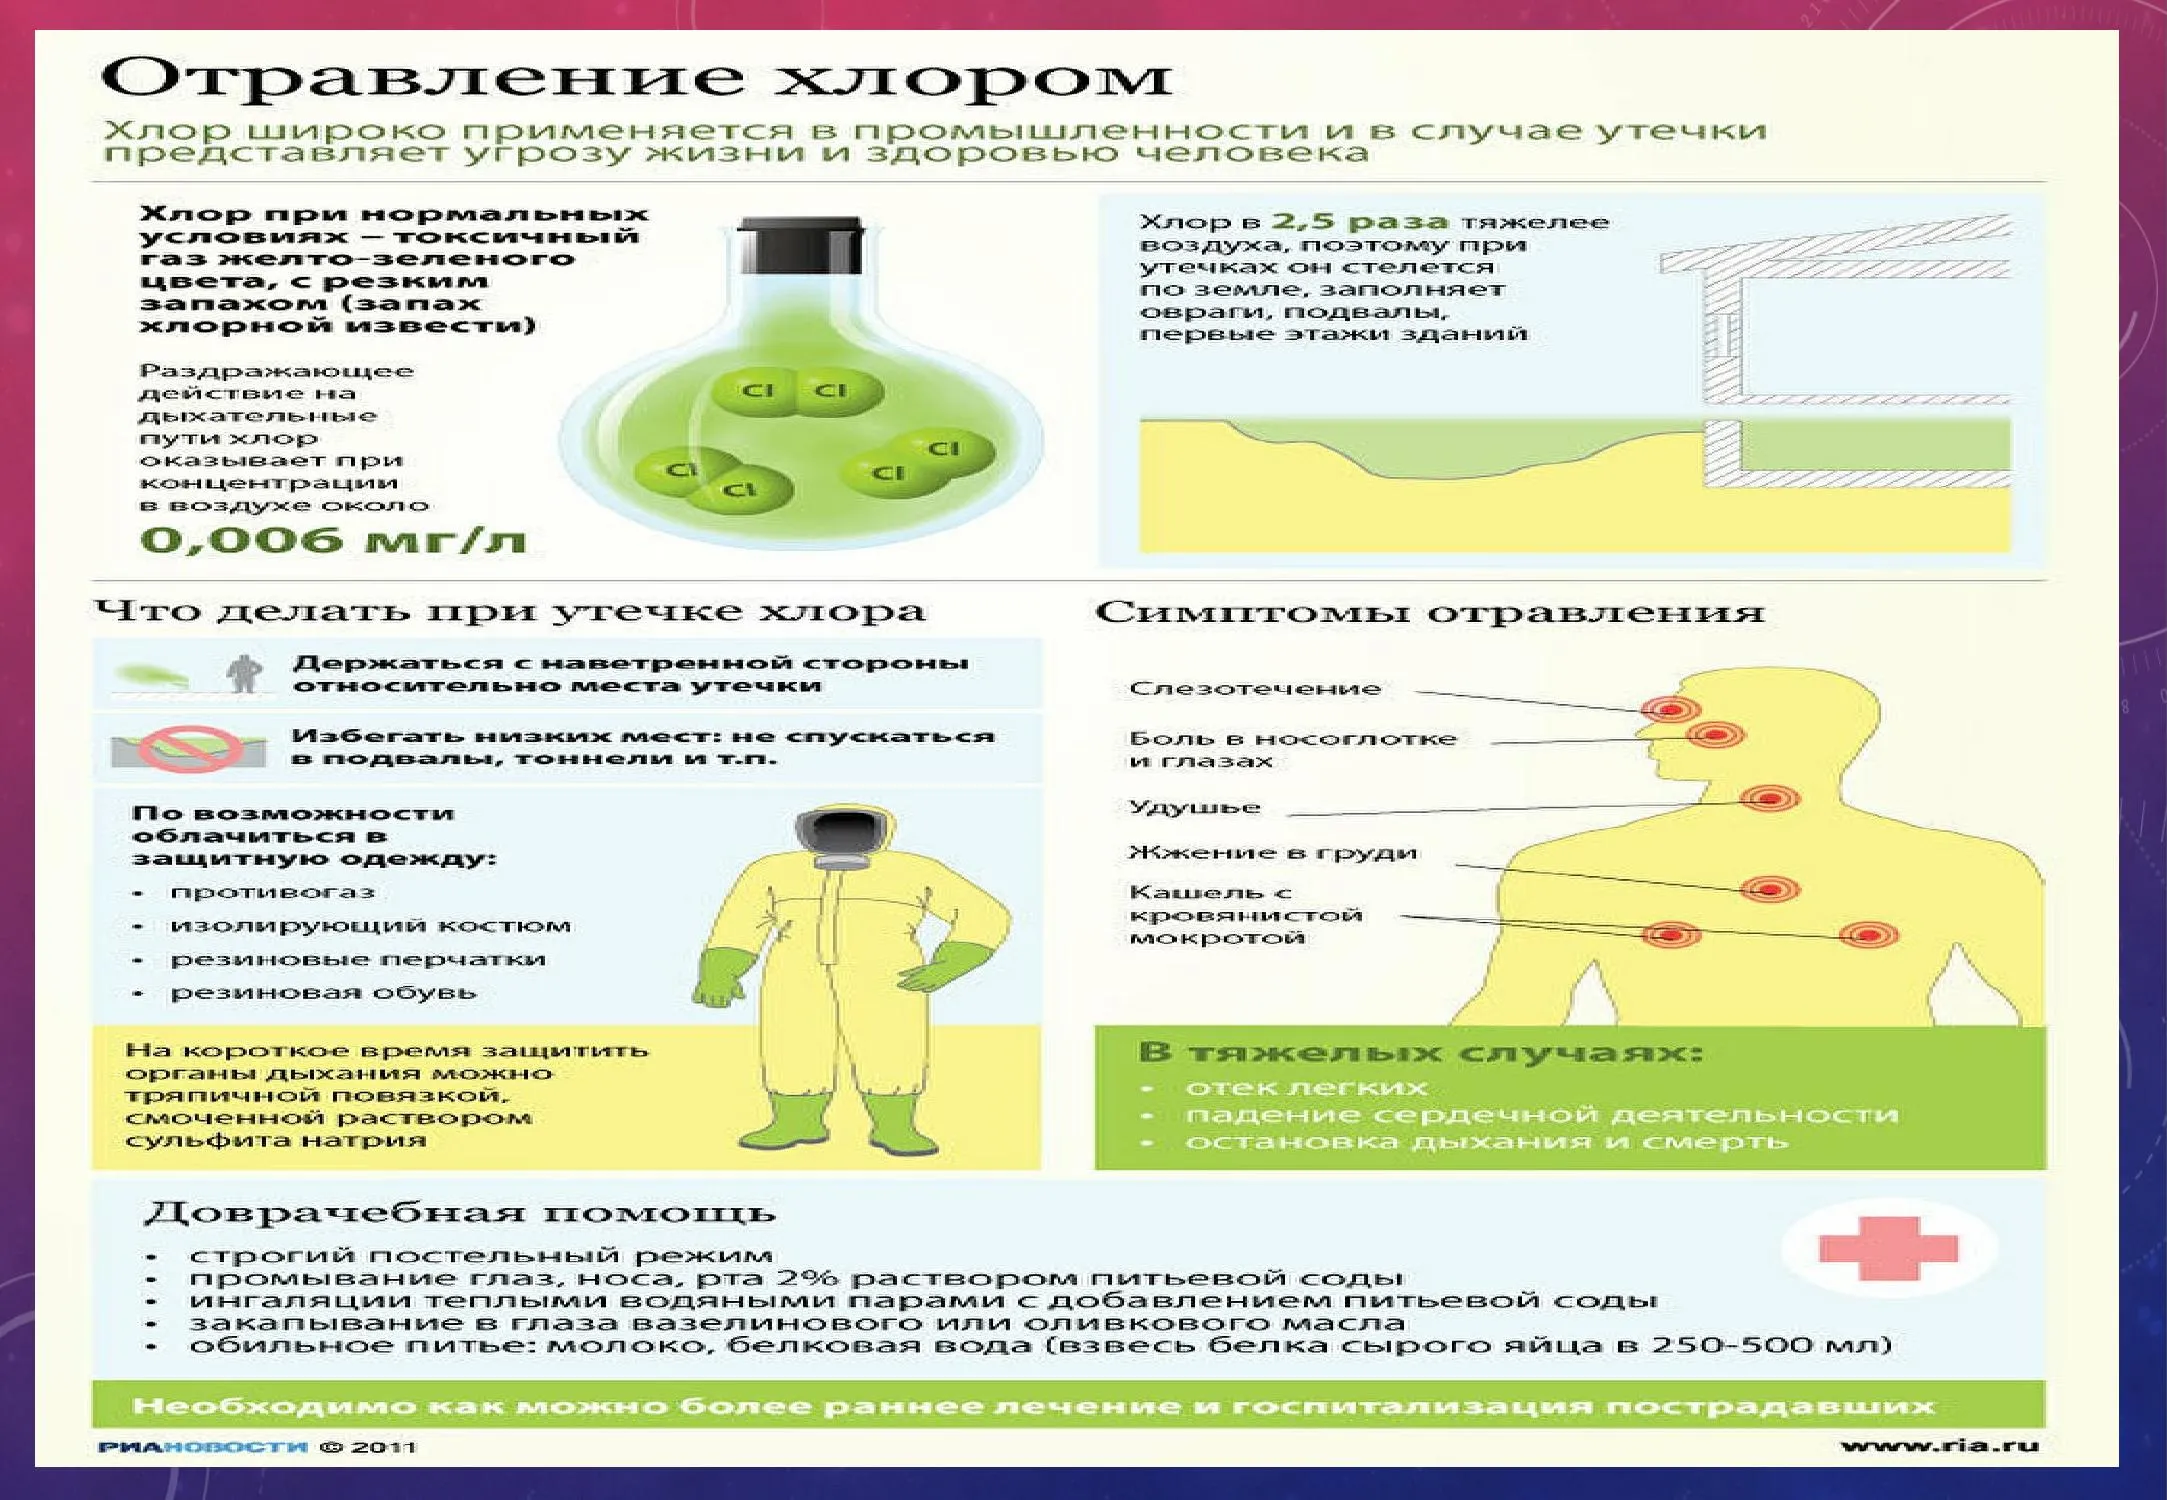 Отравление хлором
Хлор широко применяется в промышленности и в случае утечки
представляет угрозу жизни и здоровью человека
Хлор при нормальных
условиях – токсичный
газ желто-зеленого
цвета, с резким
запахом (запах
хлорной извести)
Раздражающее
действие на
дыхательные
пути хлор
оказывает при
концентрации
в воздухе около
0,006 мг/л
Cl Cl
Cl Cl
Cl Cl
Хлор в 2,5 раза тяжелее
воздуха, поэтому при
утечках он стелется
по земле, заполняет
овраги, подвалы,
первые этажи зданий
Что делать при утечке хлора
Держаться с наветренной стороны
относительно места утечки
Избегать низких мест: не спускаться
в подвалы, тоннели и т.п.
По возможности
облачиться в
защитную одежду:
• противогаз
• изолирующий костюм
• резиновые перчатки
• резиновая обувь
На короткое время защитить
органы дыхания можно
тряпичной повязкой,
смоченной раствором
сульфита натрия
Симптомы отравления
Слезотечение
Боль в носоглотке
и глазах
Удушье
Жжение в груди
Кашель с
кровянистой
мокротой
В тяжелых случаях:
• отек легких
• падение сердечной деятельности
• остановка дыхания и смерть
Доврачебная помощь
• строгий постельный режим
• промывание глаз, носа, рта 2% раствором питьевой соды
• ингаляции теплыми водяными парами с добавлением питьевой соды
• закапывание в глаза вазелинового или оливкового масла
• обильное питье: молоко, белковая вода (взвесь белка сырого яйца в 250-500 мл)
Необходимо как можно более раннее лечение и госпитализация пострадавших
РИАНОВОСТИ © 2011
www.ria.ru